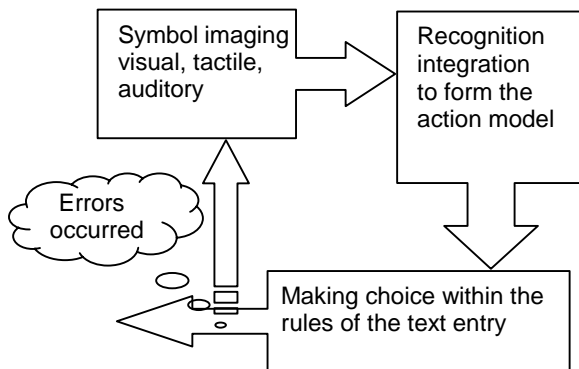 Symbol imaging
visual, tactile,
auditory
Recognition
integration
to form the
action model
Errors
occurred
Making choice within the
rules of the text entry